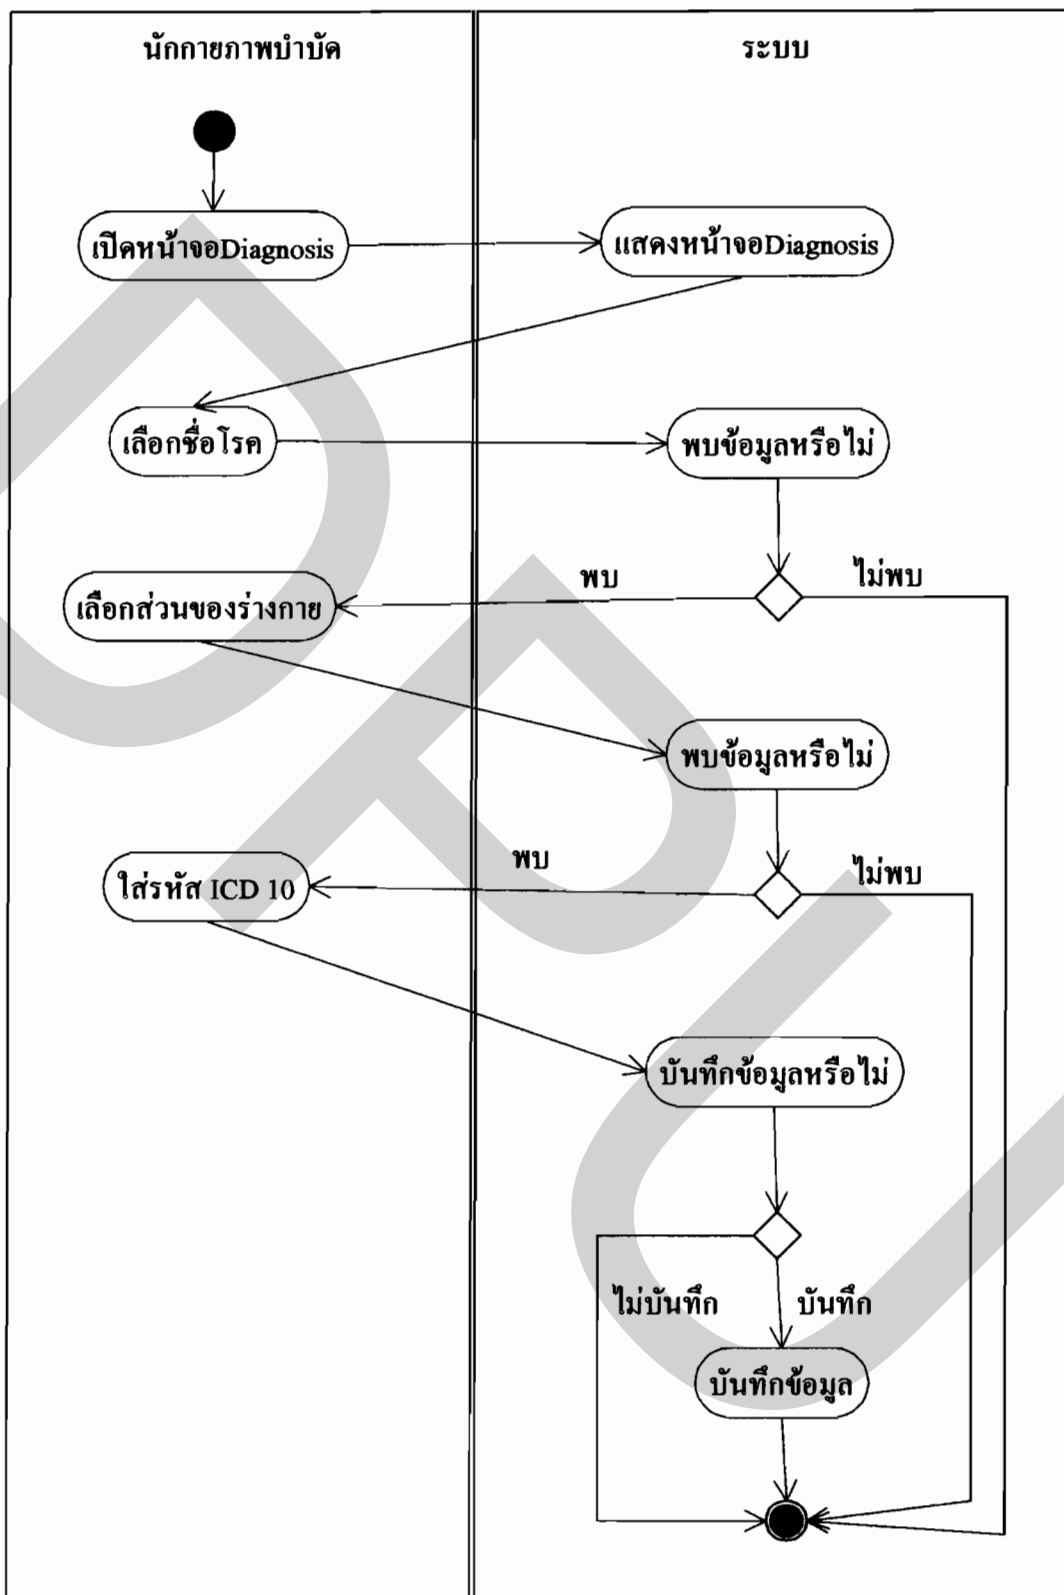 นักกายภาพบำบัด
ระบบ
เปิดหน้าจอDiagnosis
แสดงหน้าจอDiagnosis
เลือกชื่อโรค
พบข้อมูลหรือไม่
พบ
ไม่พบ
เลือกส่วนของร่างกาย
พบข้อมูลหรือไม่
พบ
ไม่พบ
ใส่รหัส ICD 10
บันทึกข้อมูลหรือไม่
ไม่บันทึก
บันทึก
บันทึกข้อมูล